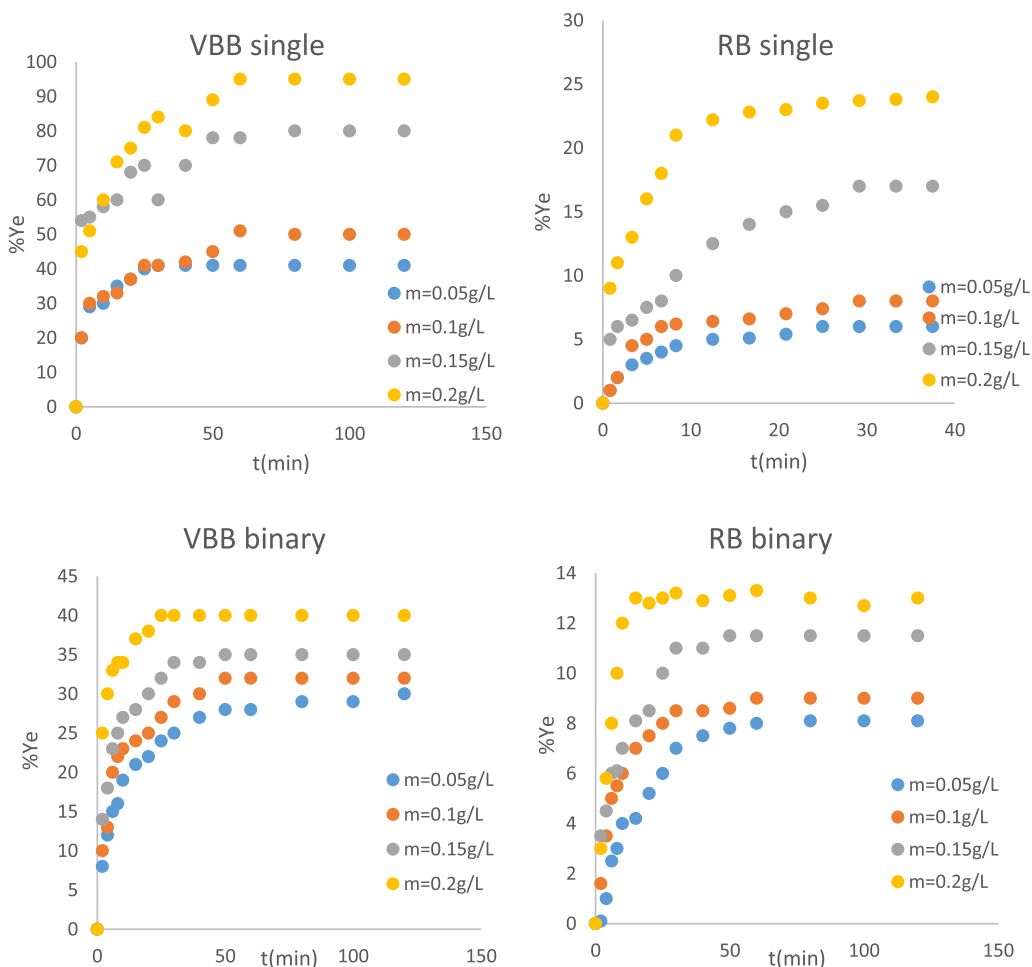 VBB single
100
90
80
70
60
50
40
30
20
10
0
%Ye
0 50 100 150
t(min)
m=0.05g/L
m=0.1g/L
m=0.15g/L
m=0.2g/L
RB single
30
25
20
15
10
5
0
%Ye
0 10 20 30 40
t(min)
m=0.05g/L
m=0.1g/L
m=0.15g/L
m=0.2g/L
VBB binary
45
40
35
30
25
20
15
10
5
0
%Ye
0 50 100 150
t(min)
m=0.05g/L
m=0.1g/L
m=0.15g/L
m=0.2g/L
RB binary
14
12
10
8
6
4
2
0
%Ye
0 50 100 150
t(min)
m=0.05g/L
m=0.1g/L
m=0.15g/L
m=0.2g/L